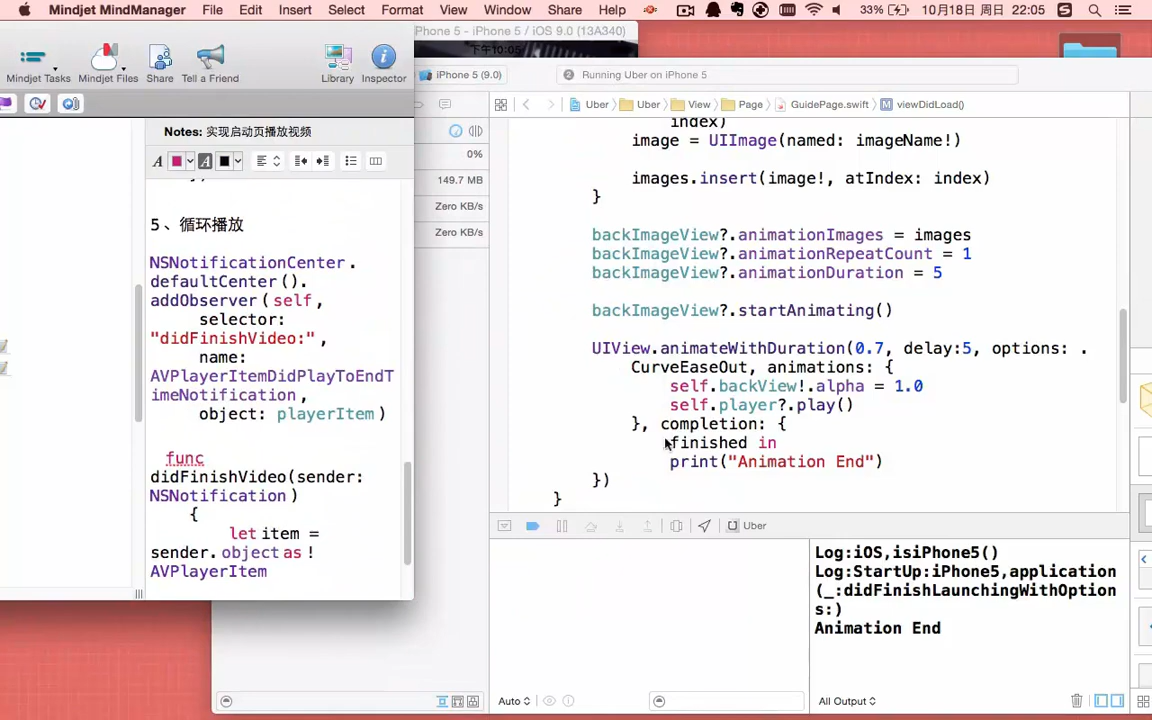 Mindjet MindManager File Edit Insert Select Format View Window Share Help 33% 10月18日 周日 22:05
iPhone 5 - iPhone 5 / iOS 9.0 (13A340)
下午10:05
Mindjet Tasks Mindjet Files Share Tell a Friend Library Inspector
iPhone 5 (9.0) 2 Running Uber on iPhone 5
Uber Uber View Page GuidePage.swift M viewDidLoad()
Notes: 实现启动页播放视频
5、循环播放
NSNotificationCenter.
defaultCenter().
addObserver(self,
selector:
"didFinishVideo:",
name:
AVPlayerItemDidPlayToEndT
imeNotification,
object: playerItem)
func
didFinishVideo(sender:
NSNotification)
{
let item =
sender.object as!
AVPlayerItem
0%
149.7 MB
Zero KB/s
Zero KB/s
index)
image = UIImage(named: imageName!)
images.insert(image!, atIndex: index)
}
backImageView?.animationImages = images
backImageView?.animationRepeatCount = 1
backImageView?.animationDuration = 5
backImageView?.startAnimating()
UIView.animateWithDuration(0.7, delay:5, options: .
CurveEaseOut, animations: {
self.backView!.alpha = 1.0
self.player?.play()
}, completion: {
finished in
print("Animation End")
})
}
Uber
Log:iOS,isiPhone5()
Log:StartUp:iPhone5,application
(_:didFinishLaunchingWithOption
s:)
Animation End
Auto All Output